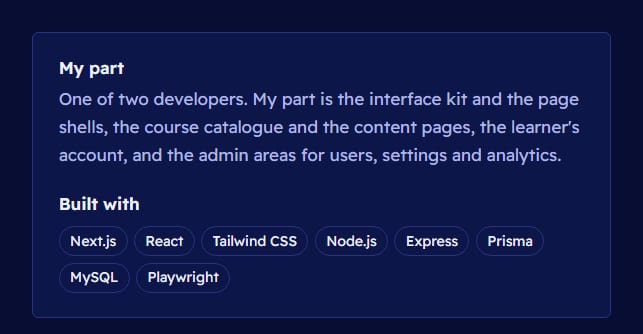 My part
One of two developers. My part is the interface kit and the page
shells, the course catalogue and the content pages, the learner's
account, and the admin areas for users, settings and analytics.
Built with
Next.js React Tailwind CSS Node.js Express Prisma
MySQL Playwright